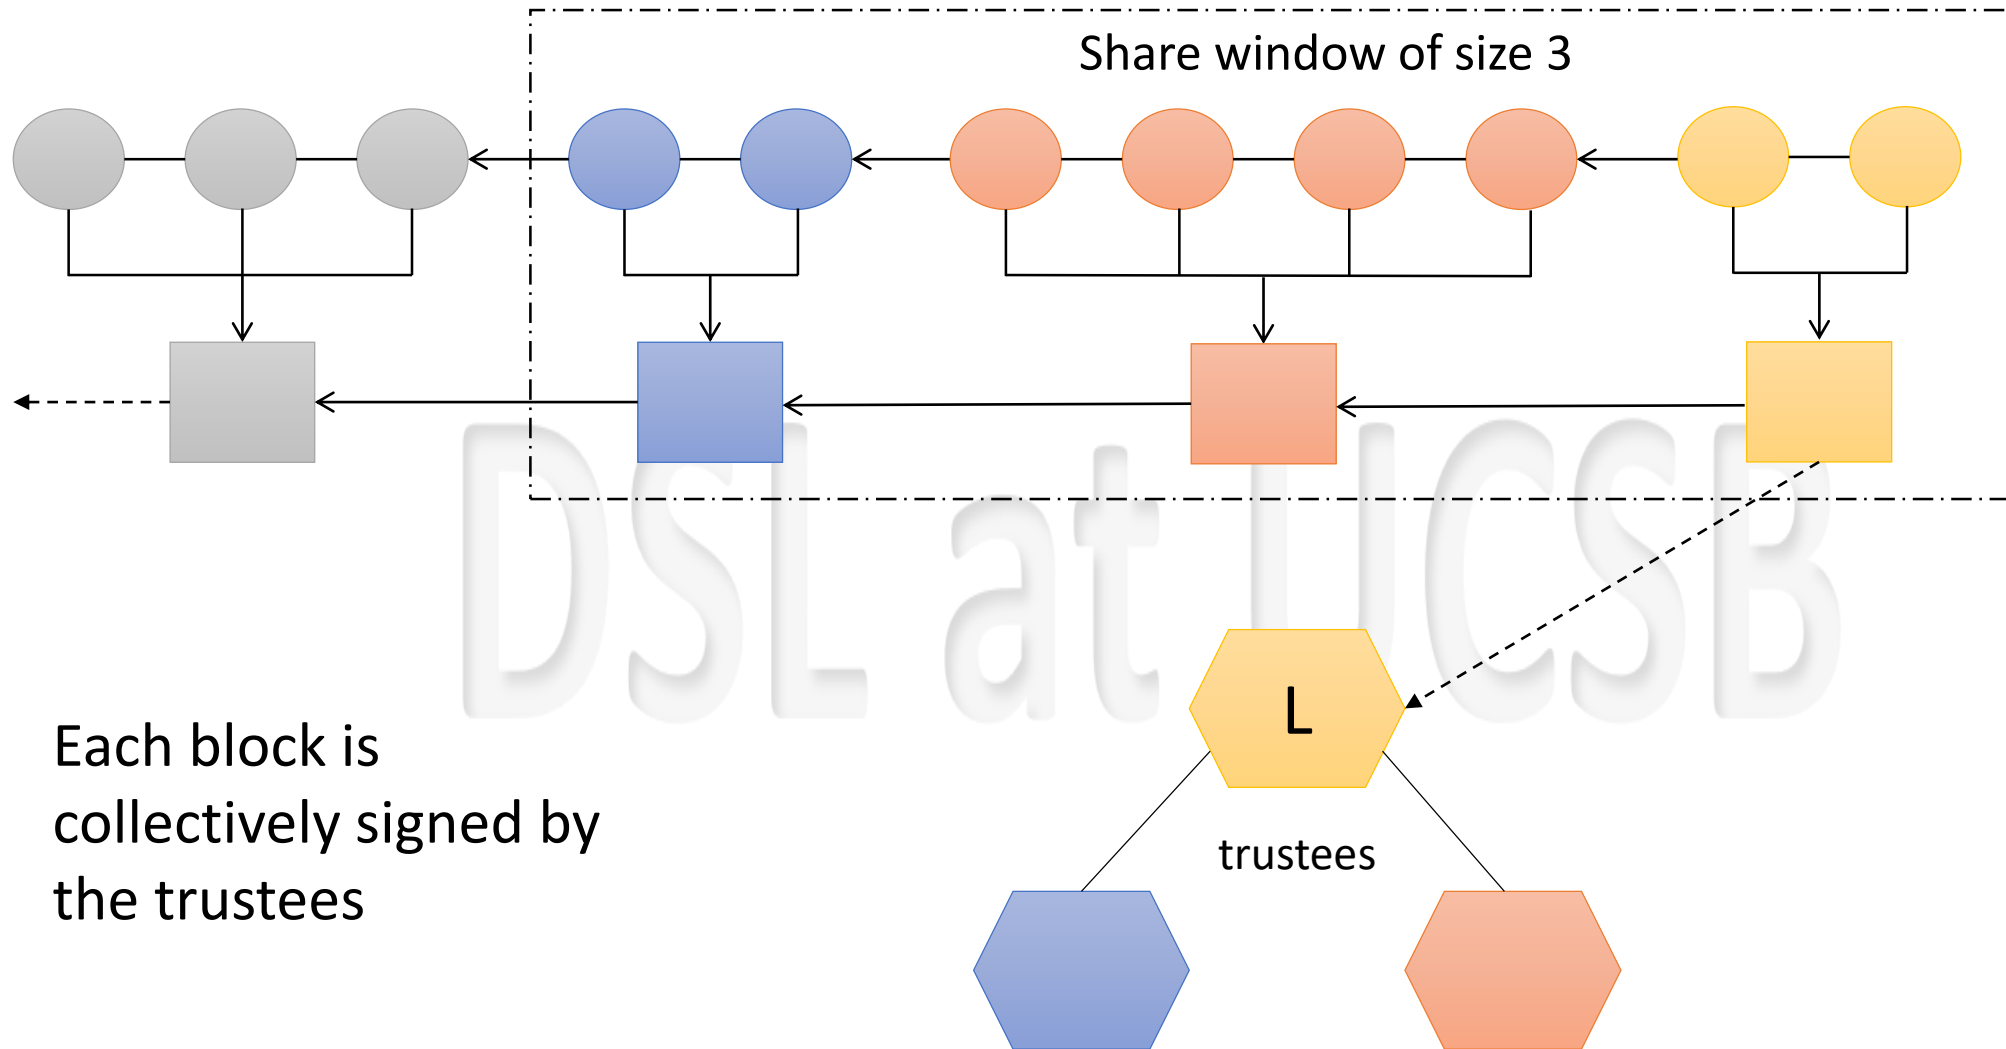 Share window of size 3
DSL at UCSB
L
Each block is
collectively signed by
the trustees
trustees